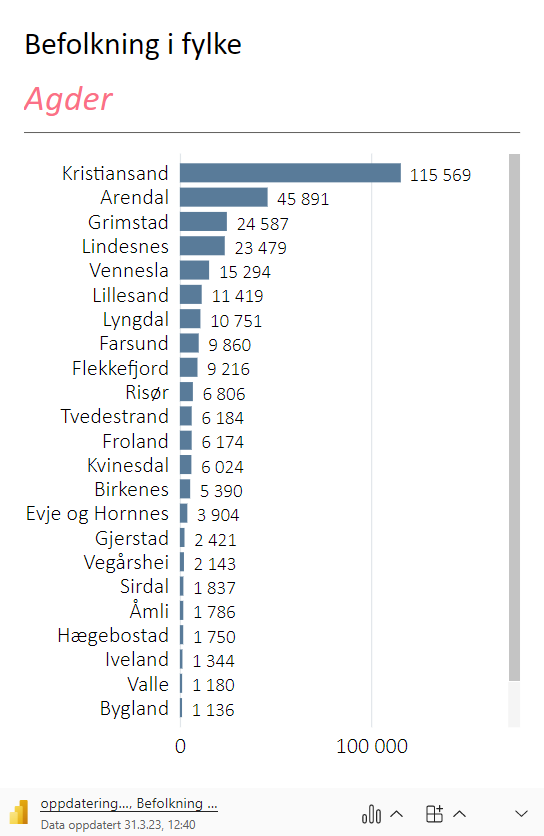 Befolkning i fylke
Agder
Kristiansand 115 569
Arendal 45 891
Grimstad 24 587
Lindesnes 23 479
Vennesla 15 294
Lillesand 11 419
Lyngdal 10 751
Farsund 9 860
Flekkefjord 9 216
Risør 6 806
Tvedestrand 6 184
Froland 6 174
Kvinesdal 6 024
Birkenes 5 390
Evje og Hornnes 3 904
Gjerstad 2 421
Vegårshei 2 143
Sirdal 1 837
Åmli 1 786
Hægebostad 1 750
Iveland 1 344
Valle 1 180
Bygland 1 136
0 100 000
oppdatering..., Befolkning ...
Data oppdatert 31.3.23, 12:40